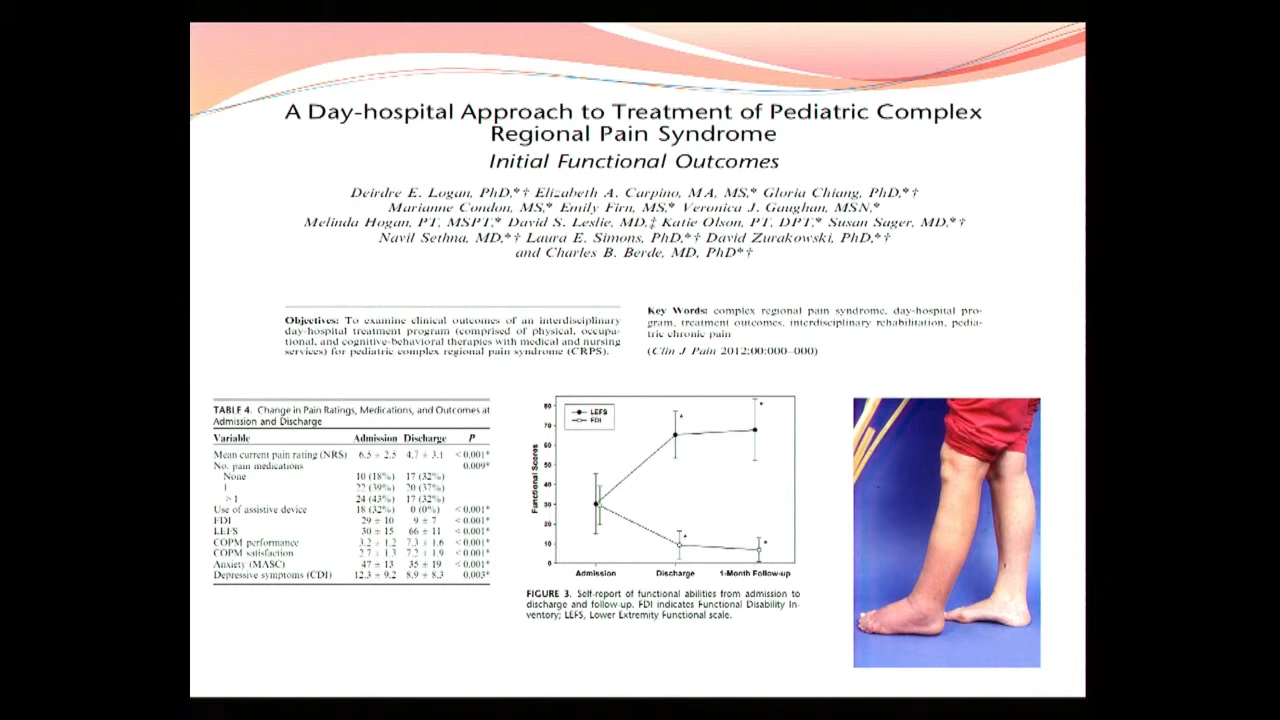 A Day-hospital Approach to Treatment of Pediatric Complex
Regional Pain Syndrome
Initial Functional Outcomes
Deirdre E. Logan, PhD,*† Elizabeth A. Carpino, MA, MS,* Gloria Chiang, PhD,*†
Marianne Condon, MS,* Emily Firn, MS,* Veronica J. Gaughan, MSN,*
Melinda Hogan, PT, MSPT,* David S. Leslie, MD,‡ Katie Olson, PT, DPT,* Susan Sager, MD,*†
Navil Sethna, MD,*† Laura E. Simons, PhD,*† David Zurakowski, PhD,*†
and Charles B. Berde, MD, PhD*†
Objectives: To examine clinical outcomes of an interdisciplinary
day-hospital treatment program (comprised of physical, occupa-
tional, and cognitive-behavioral therapies with medical and nursing
services) for pediatric complex regional pain syndrome (CRPS).
Key Words: complex regional pain syndrome, day-hospital pro-
gram, treatment outcomes, interdisciplinary rehabilitation, pedia-
tric chronic pain
(Clin J Pain 2012;00:000–000)
TABLE 4. Change in Pain Ratings, Medications, and Outcomes at
Admission and Discharge
Variable Admission Discharge P
Mean current pain rating (NRS) 6.5 ± 2.5 4.7 ± 3.1 < 0.001*
No. pain medications 0.009*
None 10 (18%) 17 (32%)
1 22 (39%) 20 (37%)
> 1 24 (43%) 17 (32%)
Use of assistive device 18 (32%) 0 (0%) < 0.001*
FDI 29 ± 10 9 ± 7 < 0.001*
LEFS 30 ± 15 66 ± 11 < 0.001*
COPM performance 3.2 ± 1.2 7.3 ± 1.6 < 0.001*
COPM satisfaction 2.7 ± 1.3 7.2 ± 1.9 < 0.001*
Anxiety (MASC) 47 ± 13 35 ± 19 < 0.001*
Depressive symptoms (CDI) 12.3 ± 9.2 8.9 ± 8.3 0.003*
Functional Scores
80
70
60
50
40
30
20
10
0
LEFS
FDI
*
*
*
*
Admission Discharge 1-Month Follow-up
FIGURE 3. Self-report of functional abilities from admission to
discharge and follow-up. FDI indicates Functional Disability In-
ventory; LEFS, Lower Extremity Functional scale.